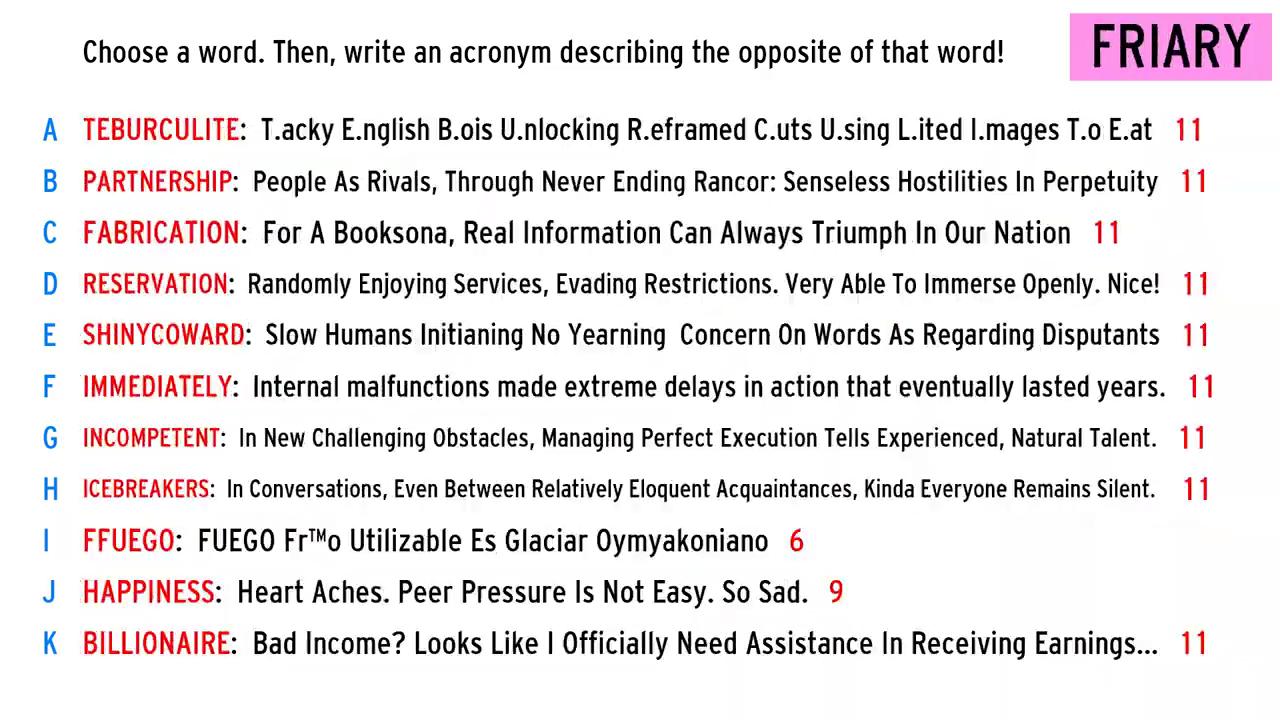 Choose a word. Then, write an acronym describing the opposite of that word!
FRIARY
A TEBURCULITE: T.acky E.nglish B.ois U.nlocking R.eframed C.uts U.sing L.ited I.mages T.o E.at 11
B PARTNERSHIP: People As Rivals, Through Never Ending Rancor: Senseless Hostilities In Perpetuity 11
C FABRICATION: For A Booksona, Real Information Can Always Triumph In Our Nation 11
D RESERVATION: Randomly Enjoying Services, Evading Restrictions. Very Able To Immerse Openly. Nice! 11
E SHINYCOWARD: Slow Humans Initianing No Yearning Concern On Words As Regarding Disputants 11
F IMMEDIATELY: Internal malfunctions made extreme delays in action that eventually lasted years. 11
G INCOMPETENT: In New Challenging Obstacles, Managing Perfect Execution Tells Experienced, Natural Talent. 11
H ICEBREAKERS: In Conversations, Even Between Relatively Eloquent Acquaintances, Kinda Everyone Remains Silent. 11
I FFUEGO: FUEGO Fr™o Utilizable Es Glaciar Oymyakoniano 6
J HAPPINESS: Heart Aches. Peer Pressure Is Not Easy. So Sad. 9
K BILLIONAIRE: Bad Income? Looks Like I Officially Need Assistance In Receiving Earnings... 11